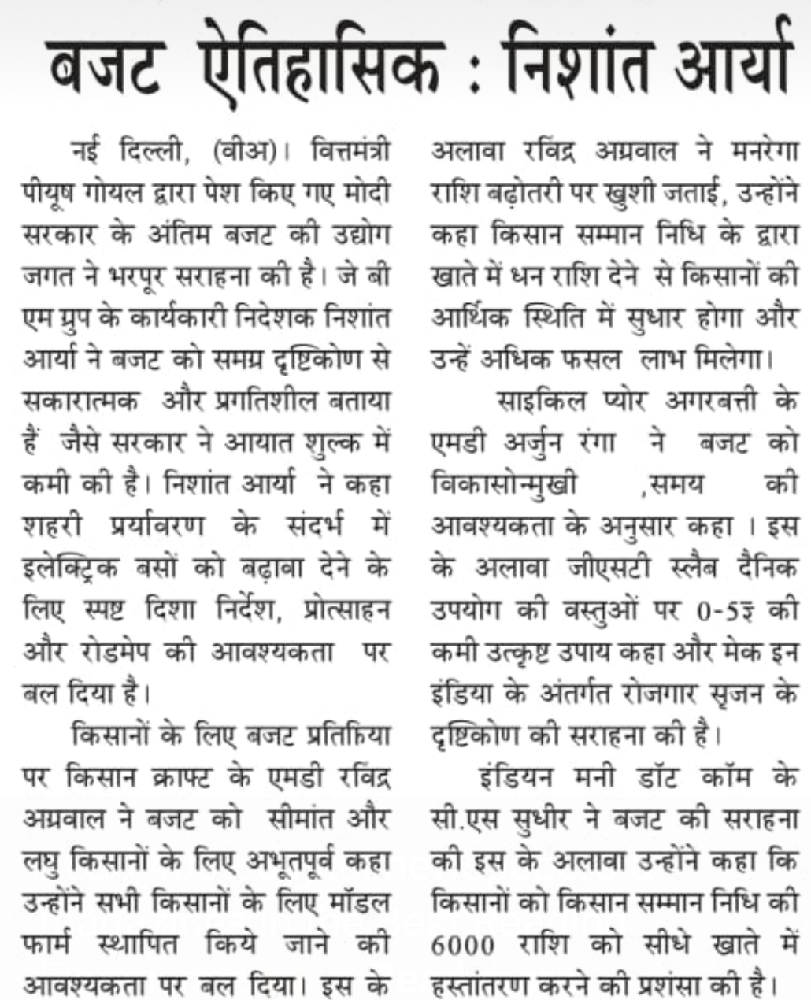 बजट ऐतिहासिक : निशांत आर्या
नई दिल्ली, (वीअ)। वित्तमंत्री
पीयूष गोयल द्वारा पेश किए गए मोदी
सरकार के अंतिम बजट की उद्योग
जगत ने भरपूर सराहना की है। जे बी
एम ग्रुप के कार्यकारी निदेशक निशांत
आर्या ने बजट को समग्र दृष्टिकोण से
सकारात्मक और प्रगतिशील बताया
हैं जैसे सरकार ने आयात शुल्क में
कमी की है। निशांत आर्या ने कहा
शहरी प्रर्यावरण के संदर्भ में
इलेक्ट्रिक बसों को बढ़ावा देने के
लिए स्पष्ट दिशा निर्देश, प्रोत्साहन
और रोडमेप की आवश्यकता पर
बल दिया है।
किसानों के लिए बजट प्रतिक्रिया
पर किसान क्राफ्ट के एमडी रविंद्र
अग्रवाल ने बजट को सीमांत और
लघु किसानों के लिए अभूतपूर्व कहा
उन्होंने सभी किसानों के लिए मॉडल
फार्म स्थापित किये जाने की
आवश्यकता पर बल दिया। इस के
अलावा रविंद्र अग्रवाल ने मनरेगा
राशि बढ़ोतरी पर खुशी जताई, उन्होंने
कहा किसान सम्मान निधि के द्वारा
खाते में धन राशि देने से किसानों की
आर्थिक स्थिति में सुधार होगा और
उन्हें अधिक फसल लाभ मिलेगा।
साइकिल प्योर अगरबत्ती के
एमडी अर्जुन रंगा ने बजट को
विकासोन्मुखी ,समय की
आवश्यकता के अनुसार कहा । इस
के अलावा जीएसटी स्लैब दैनिक
उपयोग की वस्तुओं पर 0-5 की
कमी उत्कृष्ट उपाय कहा और मेक इन
इंडिया के अंतर्गत रोजगार सृजन के
दृष्टिकोण की सराहना की है।
इंडियन मनी डॉट कॉम के
सी.एस सुधीर ने बजट की सराहना
की इस के अलावा उन्होंने कहा कि
किसानों को किसान सम्मान निधि की
6000 राशि को सीधे खाते में
हस्तांतरण करने की प्रशंसा की है।